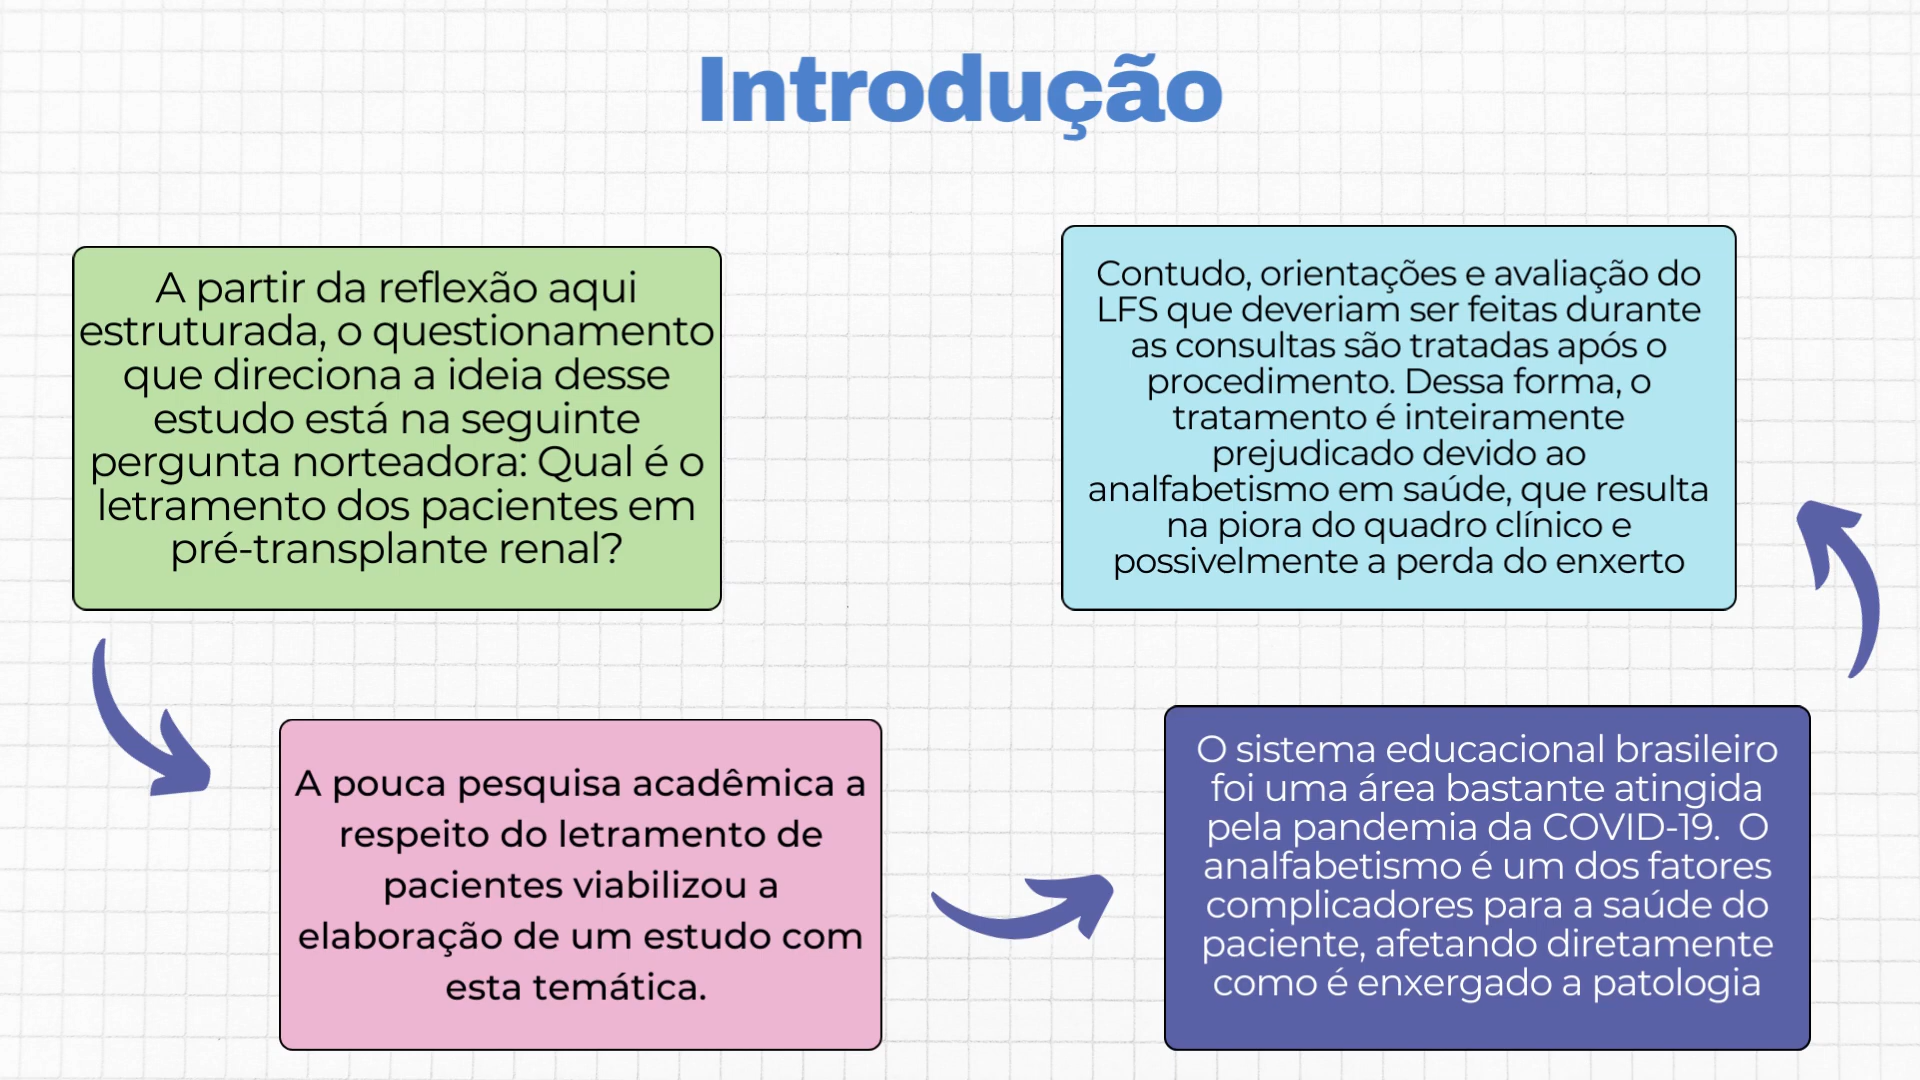 Introdução
A partir da reflexão aqui
estruturada, o questionamento
que direciona a ideia desse
estudo está na seguinte
pergunta norteadora: Qual é o
letramento dos pacientes em
pré-transplante renal?
A pouca pesquisa acadêmica a
respeito do letramento de
pacientes viabilizou a
elaboração de um estudo com
esta temática.
O sistema educacional brasileiro
foi uma área bastante atingida
pela pandemia da COVID-19.  O
analfabetismo é um dos fatores
complicadores para a saúde do
paciente, afetando diretamente
como é enxergado a patologia
Contudo, orientações e avaliação do
LFS que deveriam ser feitas durante
as consultas são tratadas após o
procedimento. Dessa forma, o
tratamento é inteiramente
prejudicado devido ao
analfabetismo em saúde, que resulta
na piora do quadro clínico e
possivelmente a perda do enxerto